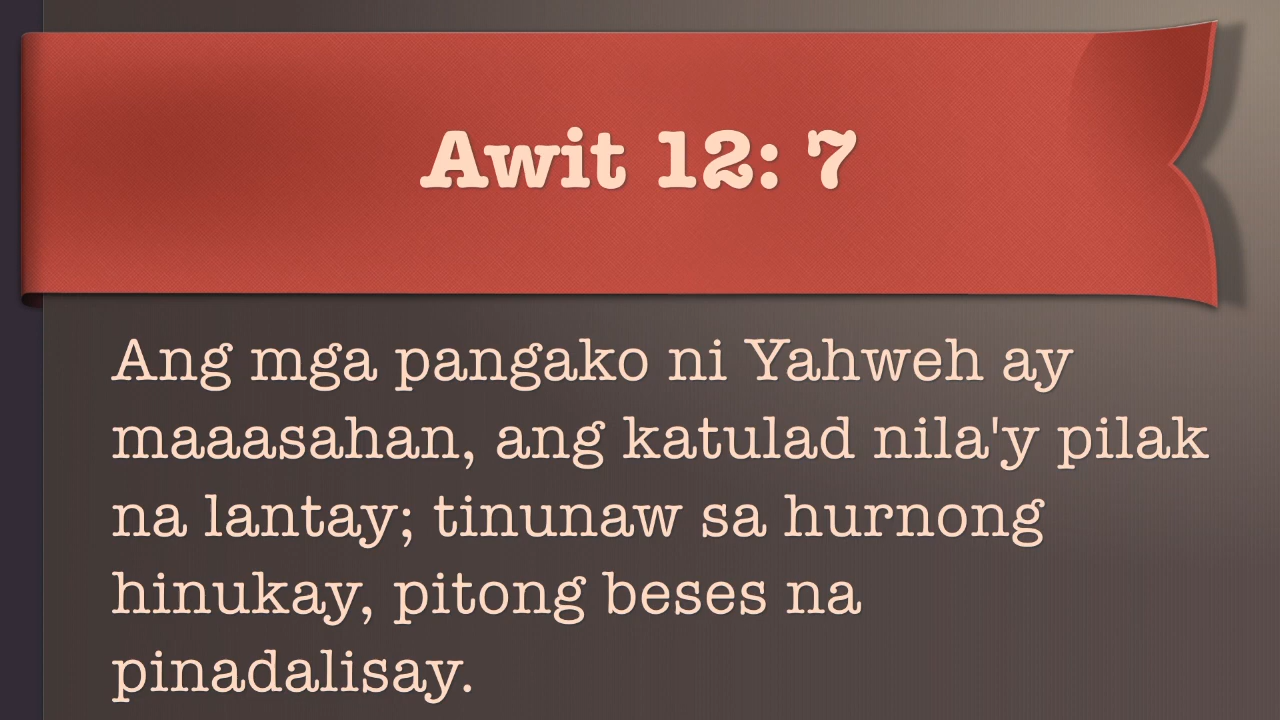 Awit 12: 7
Ang mga pangako ni Yahweh ay
maaasahan, ang katulad nila'y pilak
na lantay; tinunaw sa hurnong
hinukay, pitong beses na
pinadalisay.